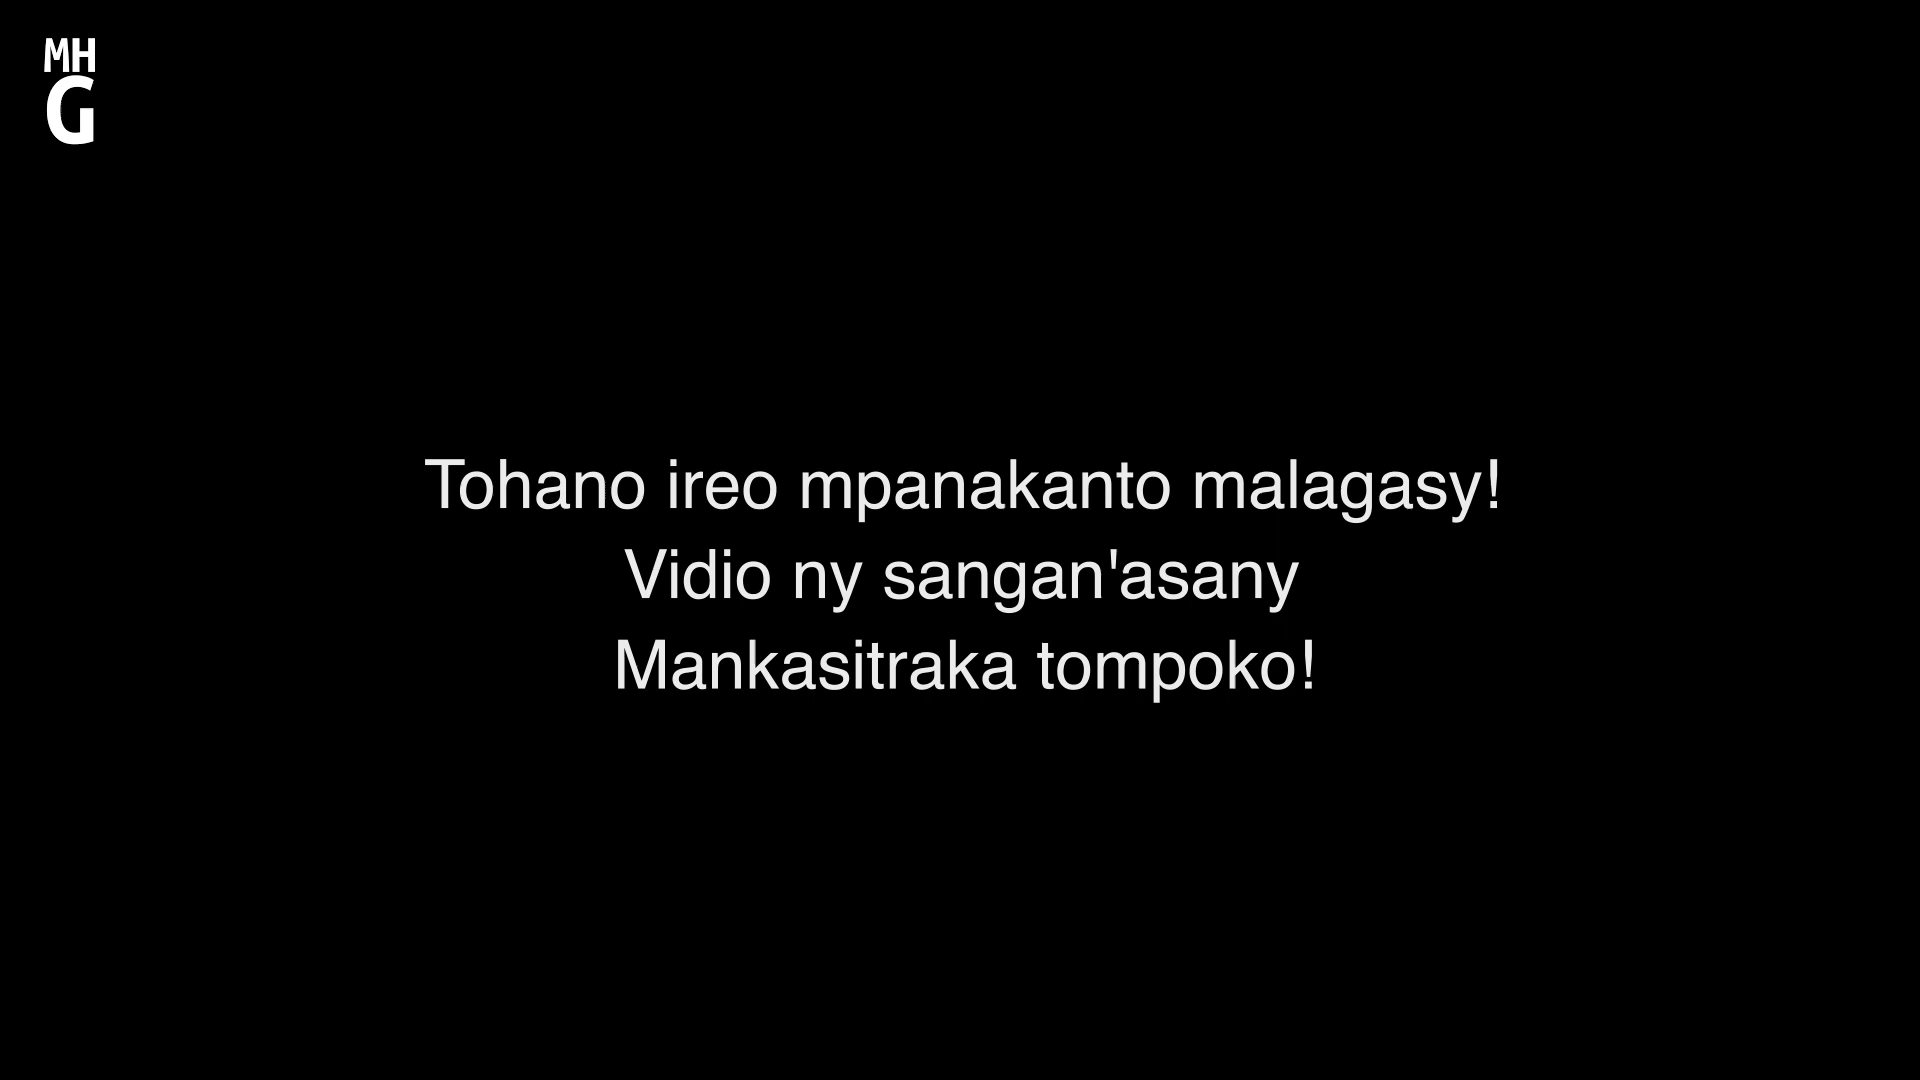 MH
G
Tohano ireo mpanakanto malagasy!
Vidio ny sangan'asany
Mankasitraka tompoko!